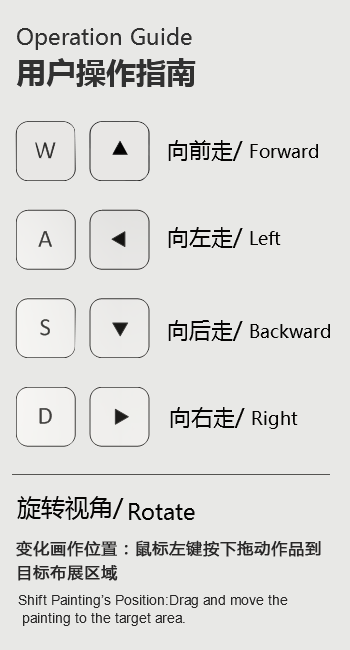 Operation Guide
用户操作指南
W ▲ 向前走/ Forward
A ◀ 向左走/ Left
S ▼ 向后走/ Backward
D ▶ 向右走/ Right
旋转视角/ Rotate
变化画作位置：鼠标左键按下拖动作品到
目标布展区域
Shift Painting's Position:Drag and move the
painting to the target area.